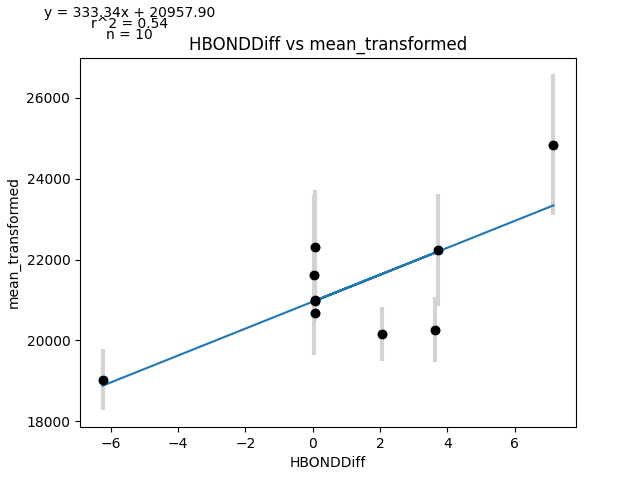 y = 333.34x + 20957.90
r^2 = 0.54
n = 10
HBONDDiff vs mean_transformed
26000
24000
22000
20000
18000
mean_transformed
−6
−4
−2
0
2
4
6
HBONDDiff